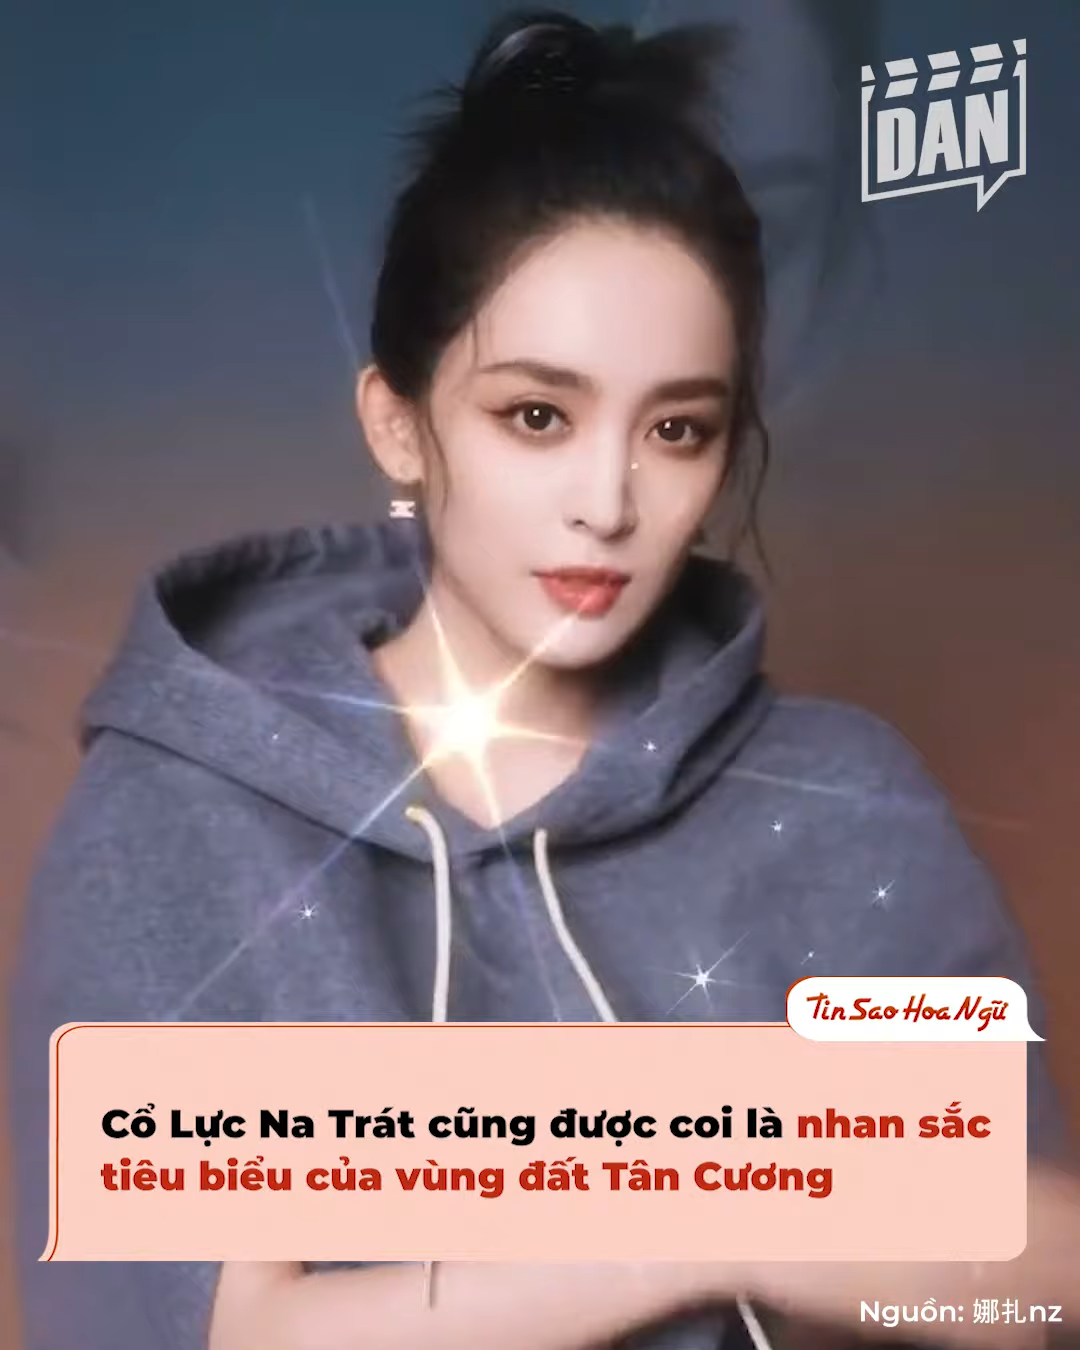 DAN
Tin Sao Hoa Ngữ
Cổ Lực Na Trát cũng được coi là nhan sắc
tiêu biểu của vùng đất Tân Cương
Nguồn: 娜扎nz